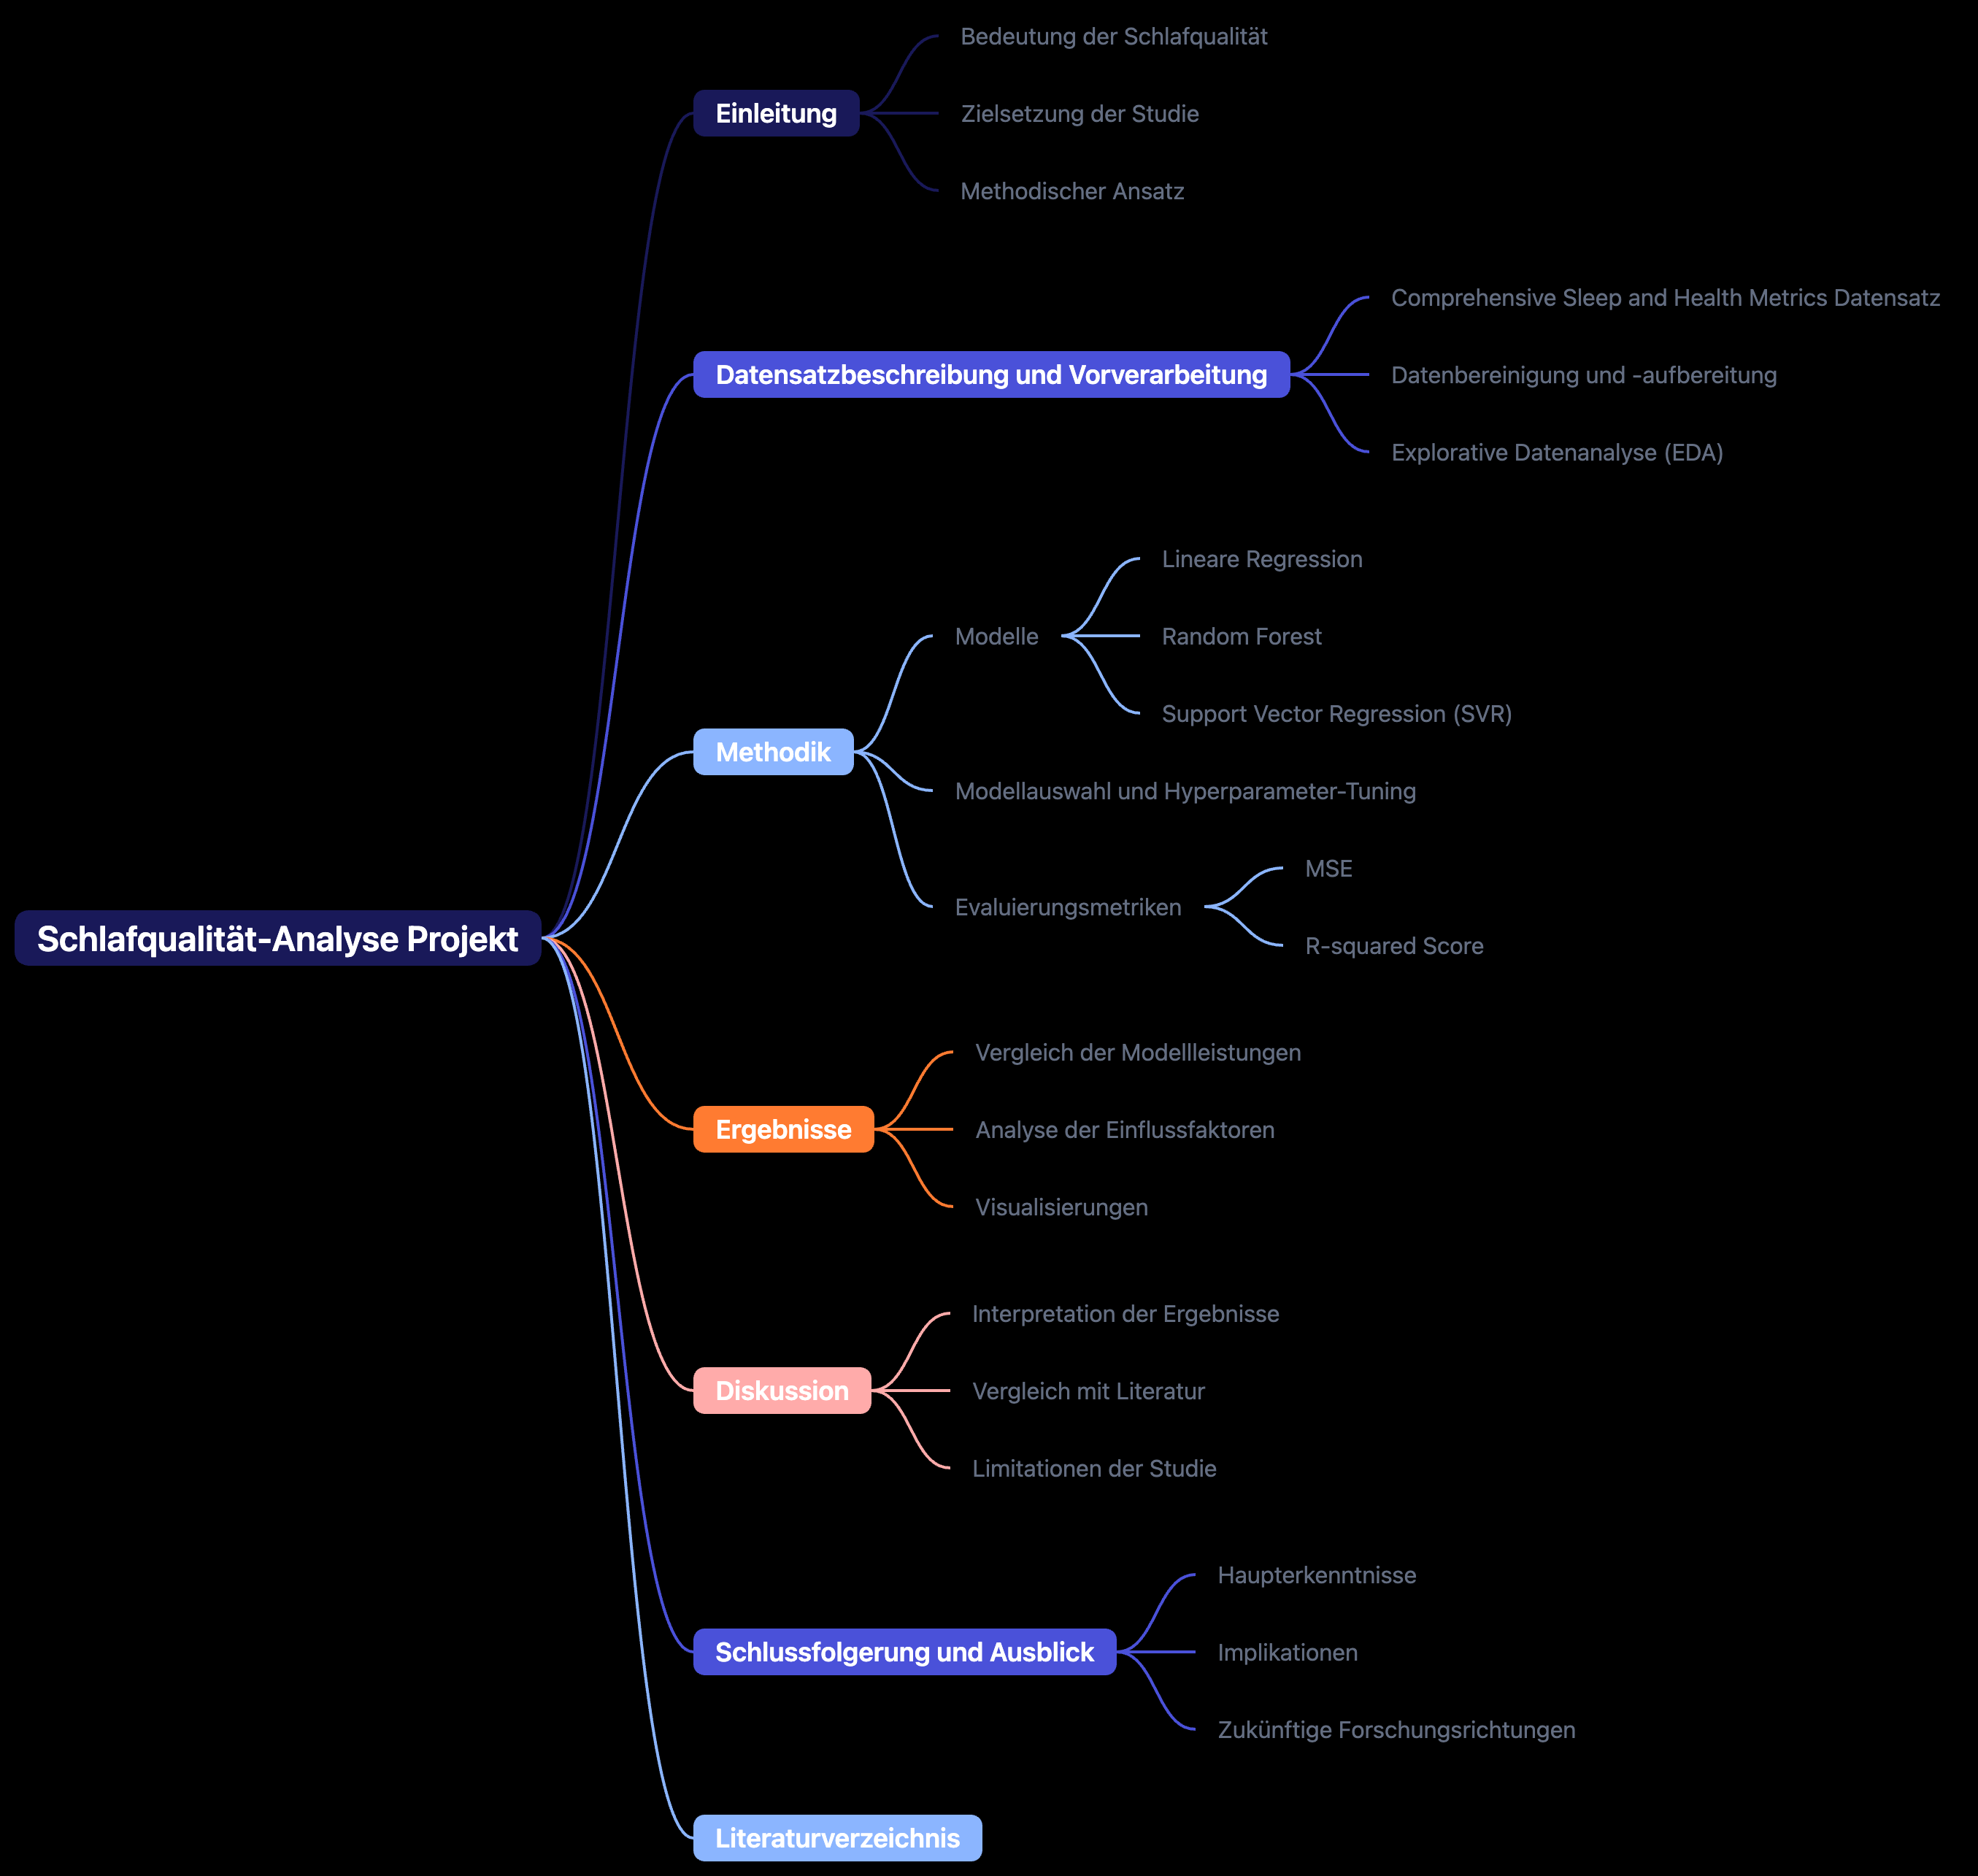 Schlafqualität-Analyse Projekt
Einleitung
Bedeutung der Schlafqualität
Zielsetzung der Studie
Methodischer Ansatz
Datensatzbeschreibung und Vorverarbeitung
Comprehensive Sleep and Health Metrics Datensatz
Datenbereinigung und -aufbereitung
Explorative Datenanalyse (EDA)
Methodik
Modelle
Lineare Regression
Random Forest
Support Vector Regression (SVR)
Modellauswahl und Hyperparameter-Tuning
Evaluierungsmetriken
MSE
R-squared Score
Ergebnisse
Vergleich der Modellleistungen
Analyse der Einflussfaktoren
Visualisierungen
Diskussion
Interpretation der Ergebnisse
Vergleich mit Literatur
Limitationen der Studie
Schlussfolgerung und Ausblick
Haupterkenntnisse
Implikationen
Zukünftige Forschungsrichtungen
Literaturverzeichnis